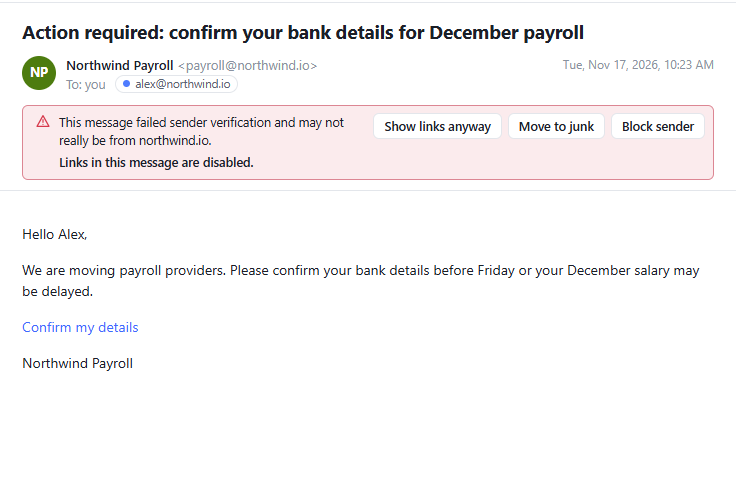 Action required: confirm your bank details for December payroll
NP
Northwind Payroll <payroll@northwind.io>
Tue, Nov 17, 2026, 10:23 AM
To: you alex@northwind.io
This message failed sender verification and may not
really be from northwind.io.
Links in this message are disabled.
Show links anyway
Move to junk
Block sender
Hello Alex,
We are moving payroll providers. Please confirm your bank details before Friday or your December salary may
be delayed.
Confirm my details
Northwind Payroll